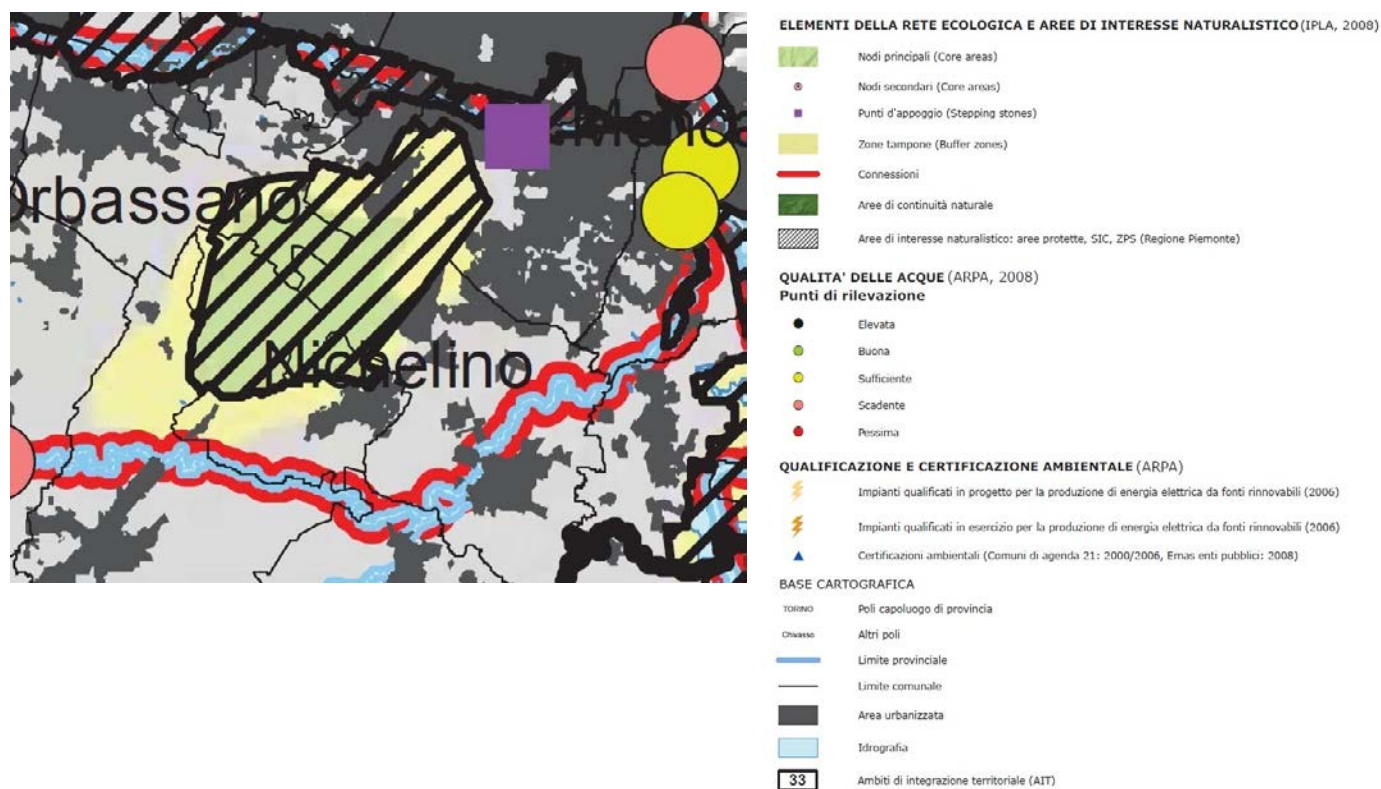 Orbassano
Nichelino
ELEMENTI DELLA RETE ECOLOGICA E AREE DI INTERESSE NATURALISTICO (IPLA, 2008)
Nodi principali (Core areas)
Nodi secondari (Core areas)
Punti d'appoggio (Stepping stones)
Zone tampone (Buffer zones)
Connessioni
Aree di continuità naturale
Aree di interesse naturalistico: aree protette, SIC, ZPS (Regione Piemonte)
QUALITA' DELLE ACQUE (ARPA, 2008)
Punti di rilevazione
Elevata
Buona
Sufficiente
Scadente
Pessima
QUALIFICAZIONE E CERTIFICAZIONE AMBIENTALE (ARPA)
Impianti qualificati in progetto per la produzione di energia elettrica da fonti rinnovabili (2006)
Impianti qualificati in esercizio per la produzione di energia elettrica da fonti rinnovabili (2006)
Certificazioni ambientali (Comuni di agenda 21: 2000/2006, Emas enti pubblici: 2008)
BASE CARTOGRAFICA
TORINO Poli capoluogo di provincia
Chivasso Altri poli
Limite provinciale
Limite comunale
Area urbanizzata
Idrografia
33 Ambiti di integrazione territoriale (AIT)